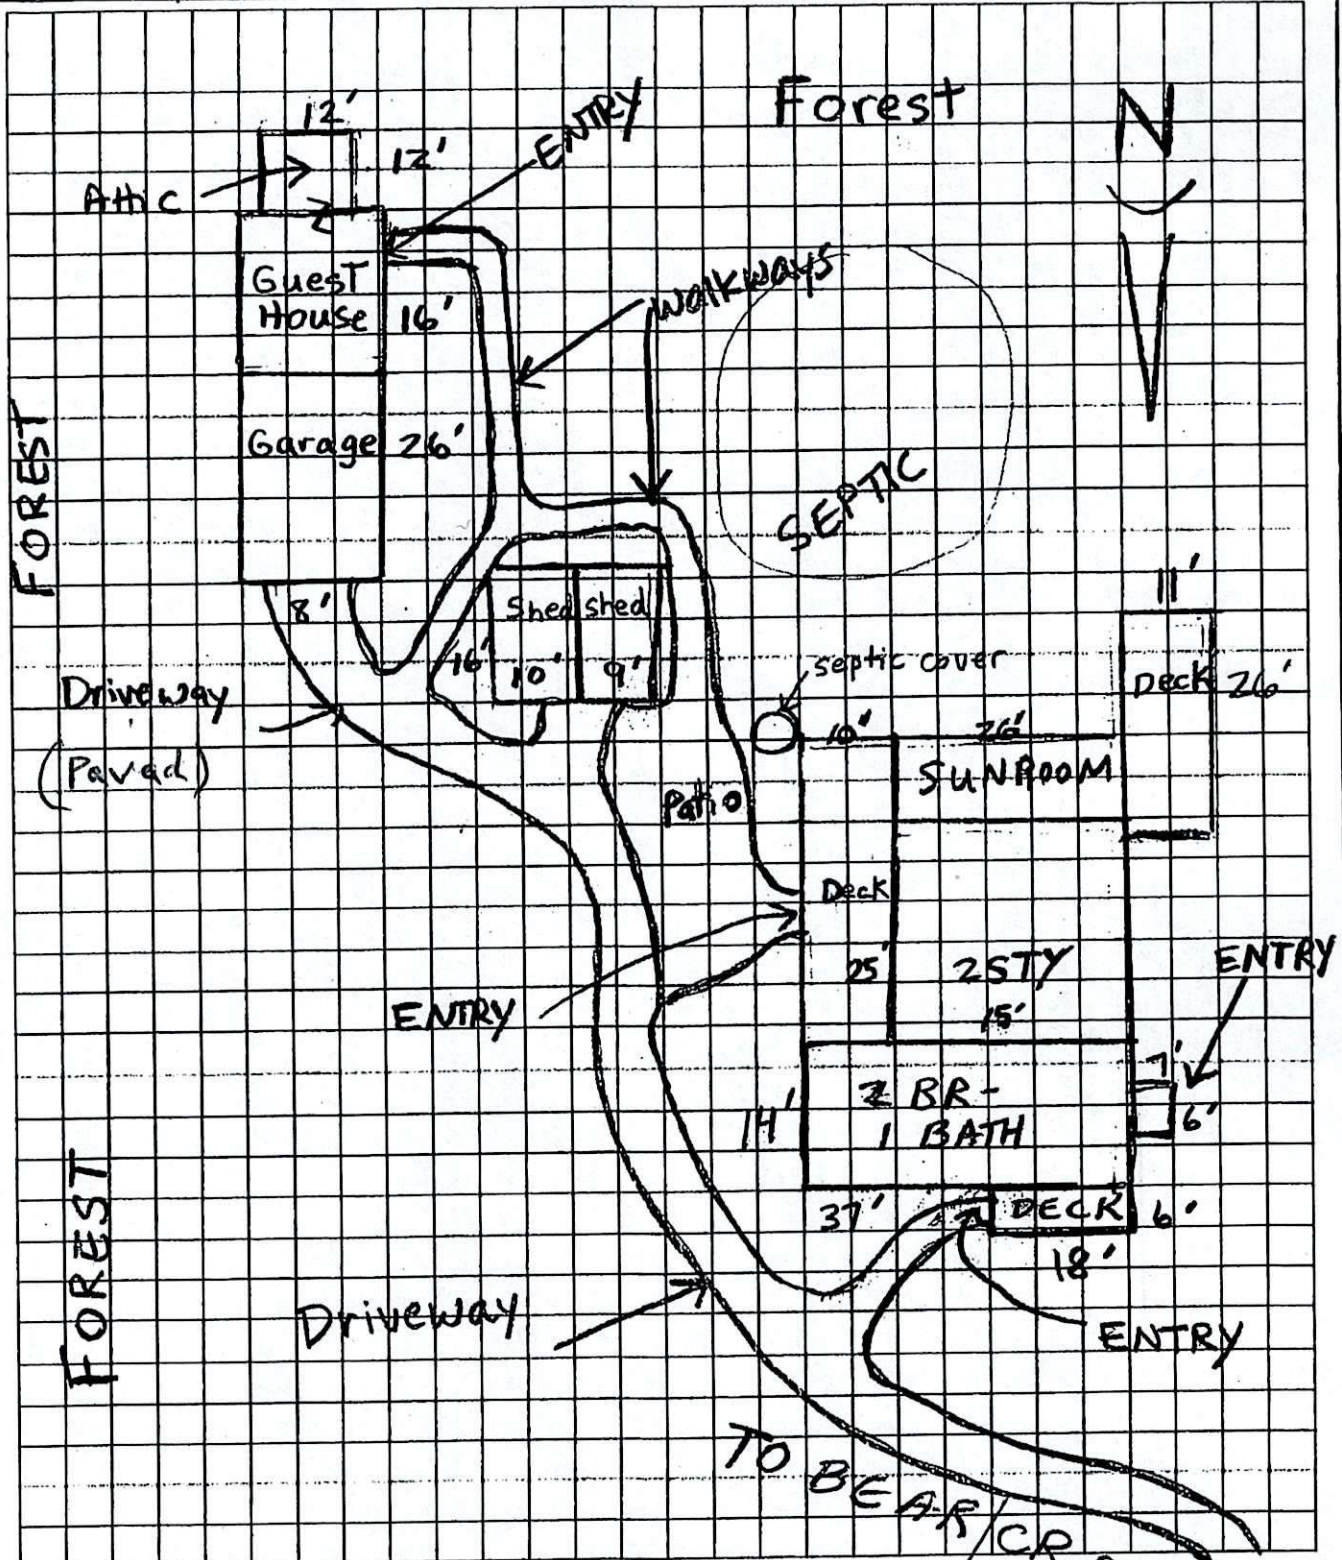 Forest
N
12'
12'
ENTRY
Attic
2
Guest
House
16'
Walkways
Garage
26'
FOREST
SEPTIC
8'
Shed
Shed
16'
10'
9'
11'
Deck
26'
septic cover
Driveway
(Paved)
10"
26'
SUNROOM
Patio
Deck
ENTRY
25'
2STY
15'
ENTRY
7'
6'
14'
2 BR-
1 BATH
37'
DECK
6'
18'
ENTRY
FOREST
Driveway
TO BEAR CR